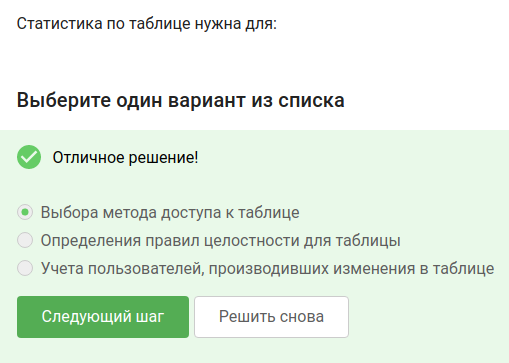 Статистика по таблице нужна для:
Выберите один вариант из списка
Отличное решение!
Выбора метода доступа к таблице
Определения правил целостности для таблицы
Учета пользователей, производивших изменения в таблице
Следующий шаг
Решить снова